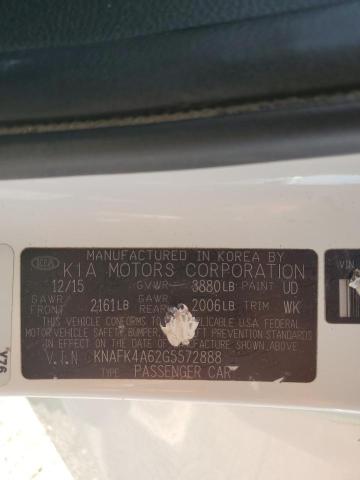 MANUFACTURED IN KOREA BY
KIA KIA MOTORS CORPORATION
12/15 GVWR 3880LB PAINT UD
GAWR FRONT 2161LB GAWR REAR 2006LB TRIM WK
THIS VEHICLE CONFORMS TO ALL APPLICABLE U.S.A. FEDERAL
MOTOR VEHICLE SAFETY BUMPER AND THEFT PREVENTION STANDARDS
IN EFFECT ON THE DATE OF MANUFACTURE SHOWN ABOVE.
V.I.N : KNAFK4A62G5572888
TYPE : PASSENGER CAR
Y76